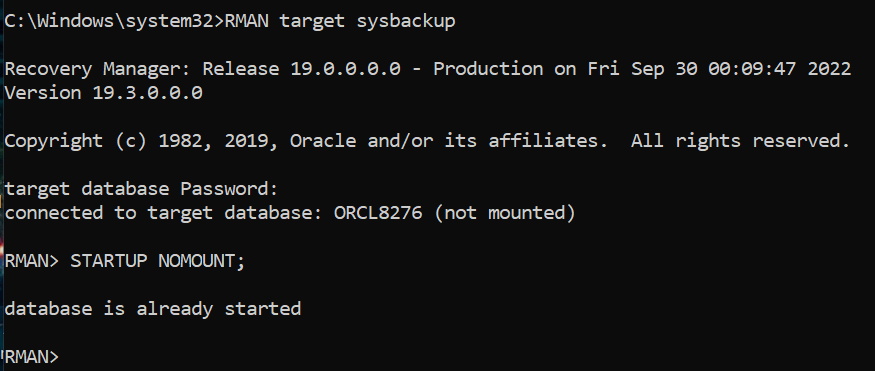 C:\Windows\system32>RMAN target sysbackup
Recovery Manager: Release 19.0.0.0.0 - Production on Fri Sep 30 00:09:47 2022
Version 19.3.0.0.0
Copyright (c) 1982, 2019, Oracle and/or its affiliates.  All rights reserved.
target database Password:
connected to target database: ORCL8276 (not mounted)
RMAN> STARTUP NOMOUNT;
database is already started
RMAN>